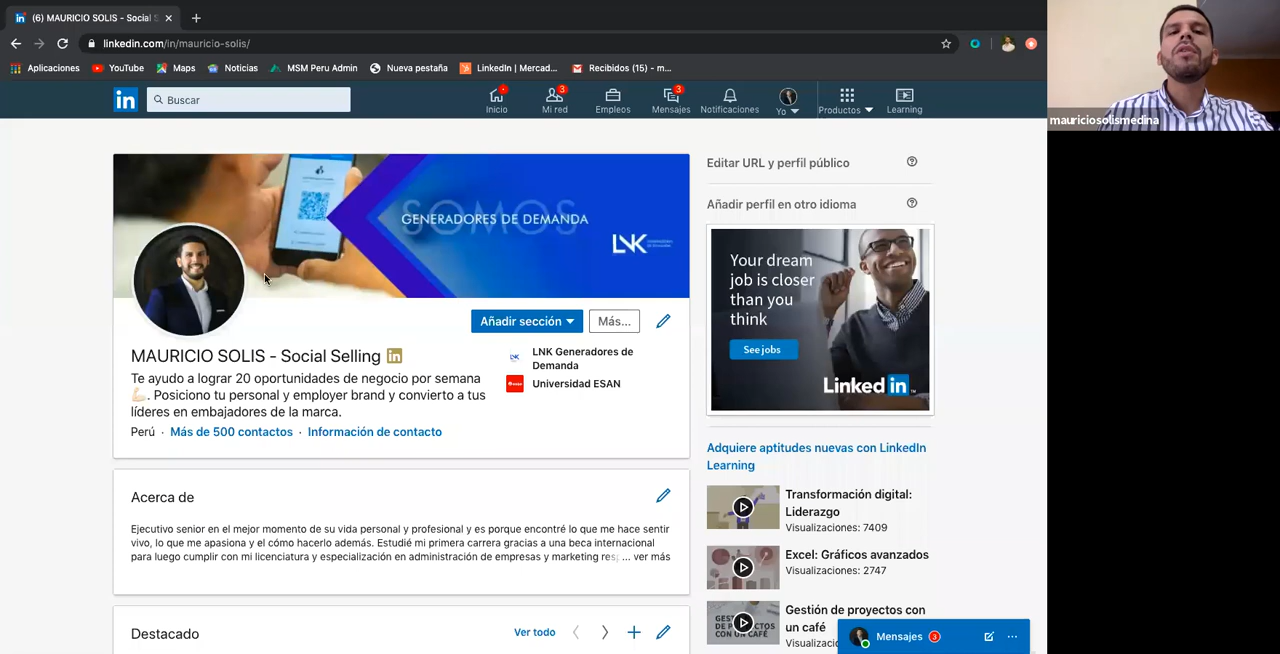 (6) MAURICIO SOLIS - Social S
linkedin.com/in/mauricio-solis/
Aplicaciones YouTube Maps Noticias MSM Peru Admin Nueva pestaña LinkedIn | Mercad... Recibidos (15) - m...
in Buscar
Inicio
3 Mi red
Empleos
3 Mensajes
Notificaciones
Yo
Productos
Learning
mauriciosolismedina
SOMOS
GENERADORES DE DEMANDA
LNK
Añadir sección Más...
MAURICIO SOLIS - Social Selling in
Te ayudo a lograr 20 oportunidades de negocio por semana
💪🏻. Posiciono tu personal y employer brand y convierto a tus
líderes en embajadores de la marca.
Perú · Más de 500 contactos · Información de contacto
LNK Generadores de
Demanda
Universidad ESAN
Acerca de
Ejecutivo senior en el mejor momento de su vida personal y profesional y es porque encontré lo que me hace sentir
vivo, lo que me apasiona y el cómo hacerlo además. Estudié mi primera carrera gracias a una beca internacional
para luego cumplir con mi licenciatura y especialización en administración de empresas y marketing res ... ver más
Destacado Ver todo
Editar URL y perfil público
Añadir perfil en otro idioma
Your dream
job is closer
than you
think
See jobs
Linked in
Adquiere aptitudes nuevas con LinkedIn
Learning
Transformación digital:
Liderazgo
Visualizaciones: 7409
Excel: Gráficos avanzados
Visualizaciones: 2747
Gestión de proyectos con
un café
Mensajes 3